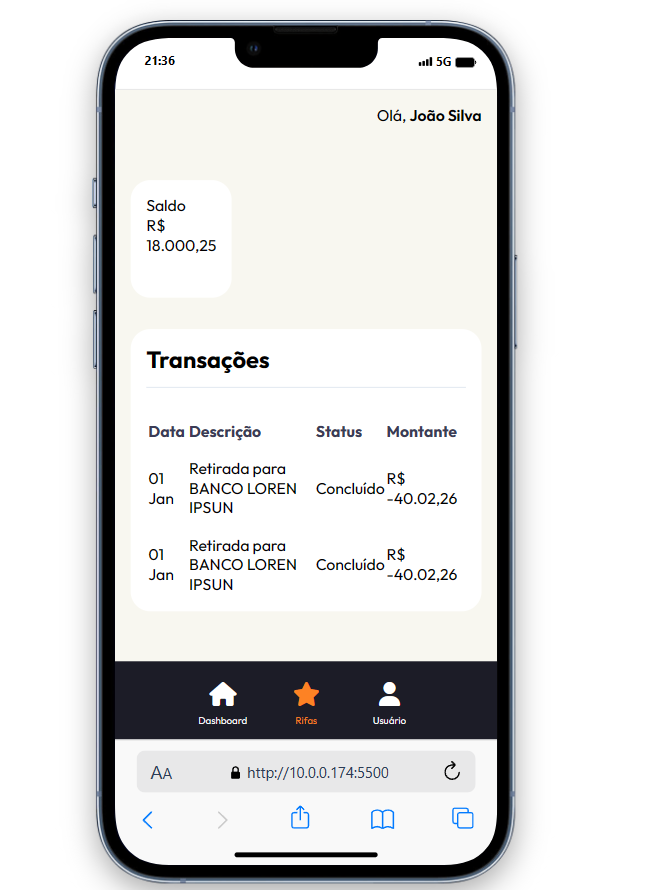 21:36 5G
Olá, João Silva
Saldo
R$
18.000,25
Transações
Data Descrição Status Montante
01 Jan Retirada para BANCO LOREN IPSUN Concluído R$ -40.02,26
01 Jan Retirada para BANCO LOREN IPSUN Concluído R$ -40.02,26
Dashboard Rifas Usuário
AA http://10.0.0.174:5500